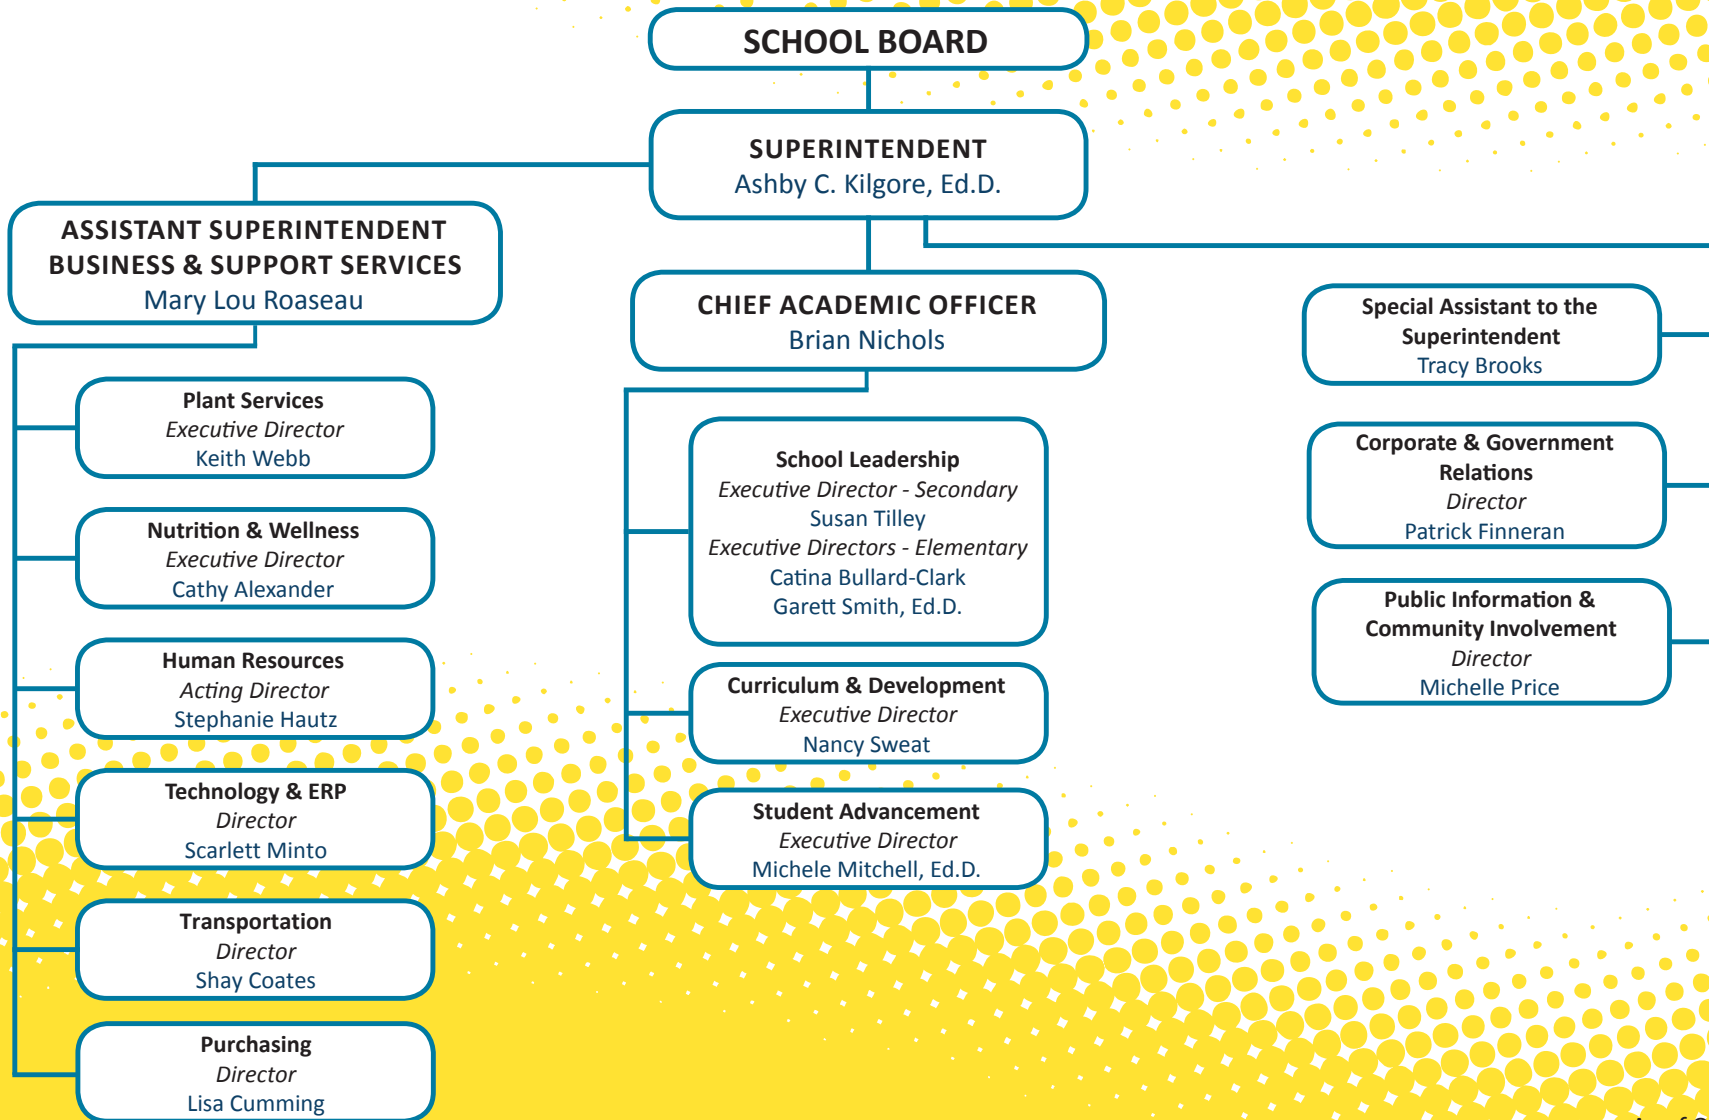 SCHOOL BOARD
SUPERINTENDENT
Ashby C. Kilgore, Ed.D.
ASSISTANT SUPERINTENDENT
BUSINESS & SUPPORT SERVICES
Mary Lou Roaseau
Plant Services
Executive Director
Keith Webb
Nutrition & Wellness
Executive Director
Cathy Alexander
Human Resources
Acting Director
Stephanie Hautz
Technology & ERP
Director
Scarlett Minto
Transportation
Director
Shay Coates
Purchasing
Director
Lisa Cumming
CHIEF ACADEMIC OFFICER
Brian Nichols
School Leadership
Executive Director - Secondary
Susan Tilley
Executive Directors - Elementary
Catina Bullard-Clark
Garett Smith, Ed.D.
Curriculum & Development
Executive Director
Nancy Sweat
Student Advancement
Executive Director
Michele Mitchell, Ed.D.
Special Assistant to the
Superintendent
Tracy Brooks
Corporate & Government
Relations
Director
Patrick Finneran
Public Information &
Community Involvement
Director
Michelle Price